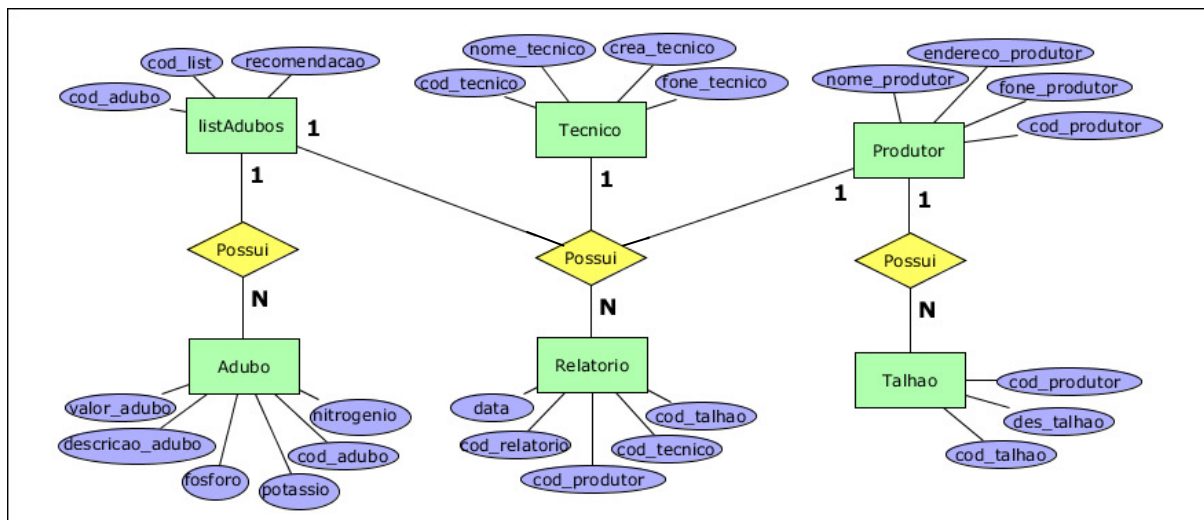 cod_list
recomendacao
cod_adubo
listAdubos
1
1
Possui
N
Adubo
valor_adubo
descricao_adubo
fosforo
potassio
cod_adubo
nitrogenio
nome_tecnico
crea_tecnico
cod_tecnico
fone_tecnico
Tecnico
1
Possui
N
Relatorio
data
cod_relatorio
cod_produtor
cod_tecnico
cod_talhao
endereco_produtor
nome_produtor
fone_produtor
cod_produtor
Produtor
1
1
Possui
N
Talhao
cod_produtor
des_talhao
cod_talhao